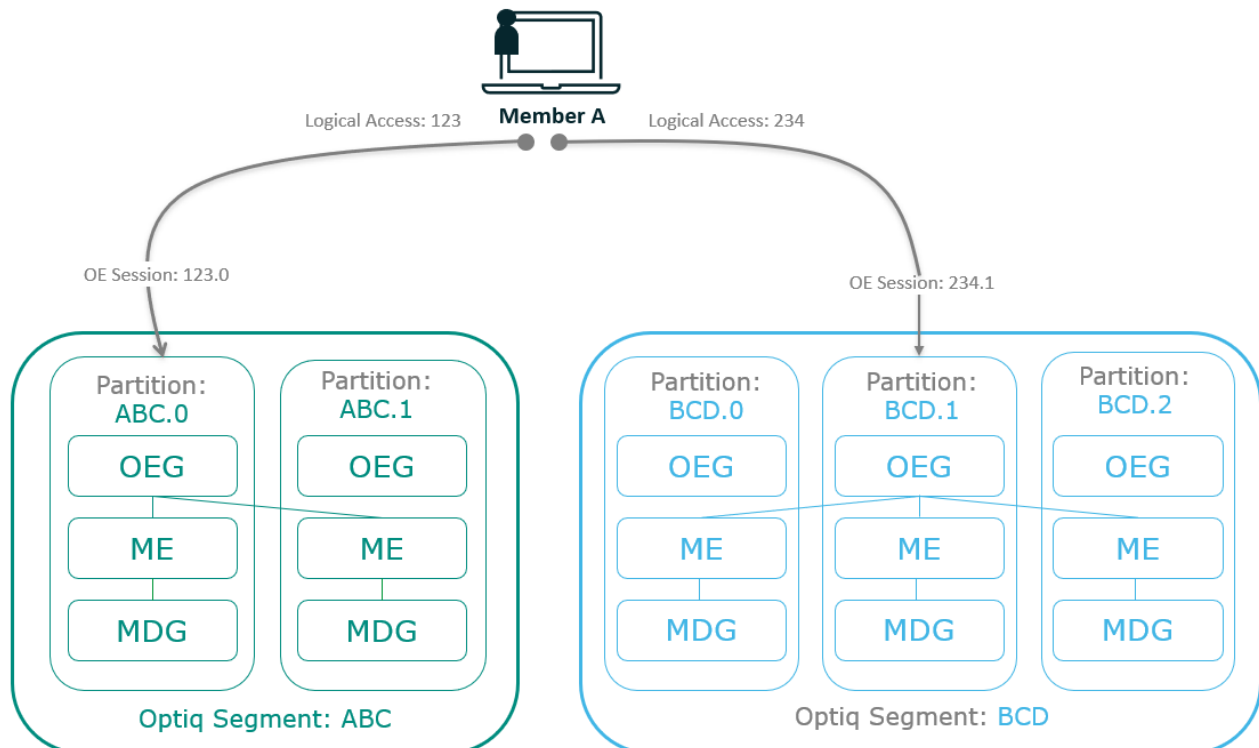 Member A
Logical Access: 123
Logical Access: 234
OE Session: 123.0
OE Session: 234.1
Partition:
ABC.0
OEG
ME
MDG
Partition:
ABC.1
OEG
ME
MDG
Optiq Segment: ABC
Partition:
BCD.0
OEG
ME
MDG
Partition:
BCD.1
OEG
ME
MDG
Partition:
BCD.2
OEG
ME
MDG
Optiq Segment: BCD